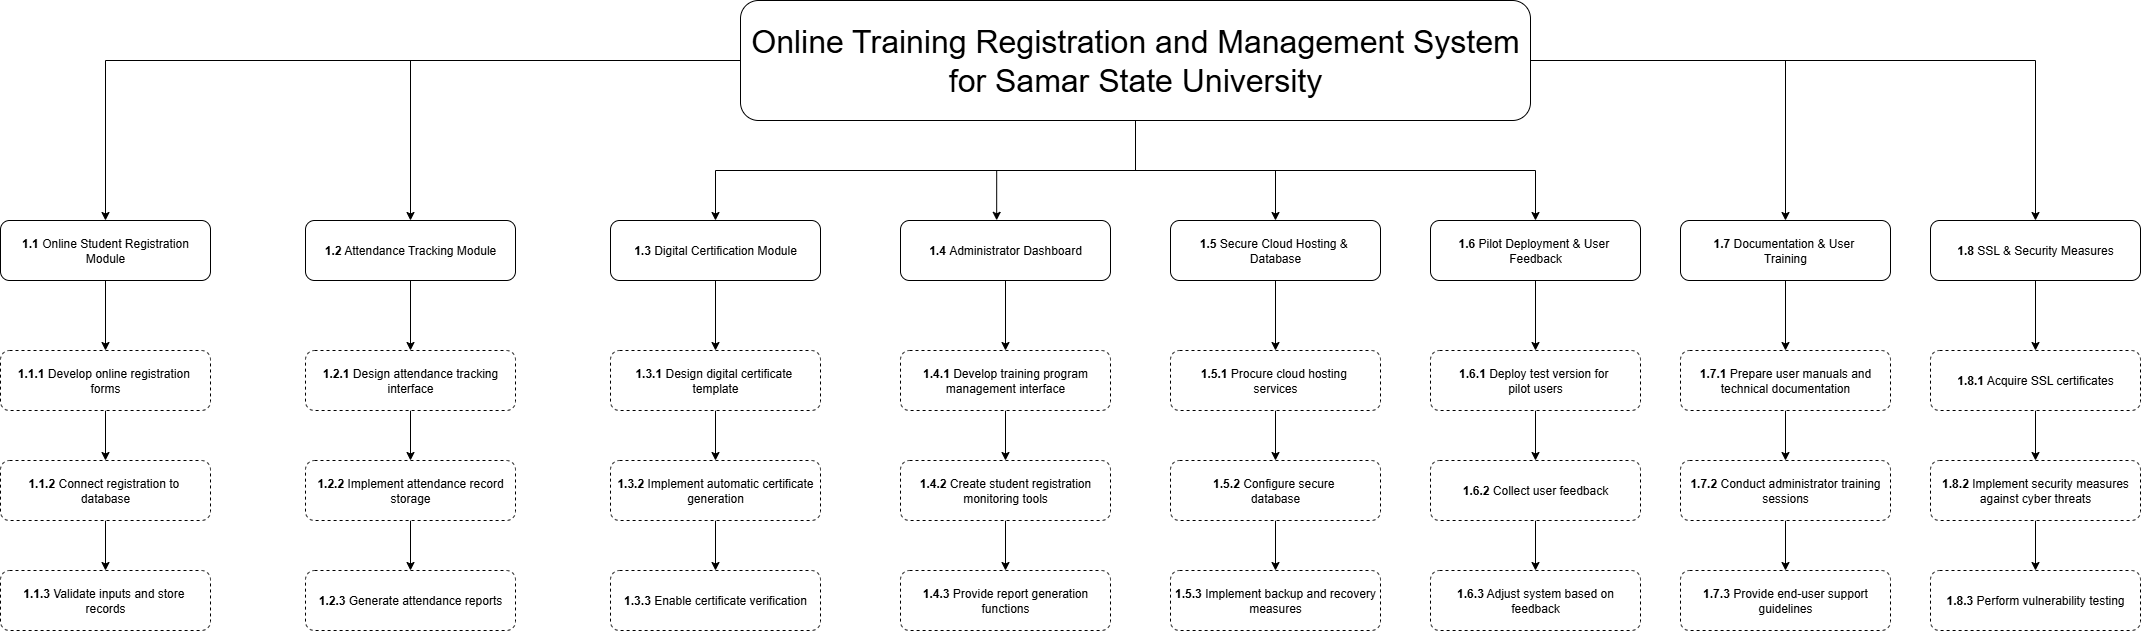 Online Training Registration and Management System
for Samar State University
1.1 Online Student Registration
Module
1.2 Attendance Tracking Module
1.3 Digital Certification Module
1.4 Administrator Dashboard
1.5 Secure Cloud Hosting &
Database
1.6 Pilot Deployment & User
Feedback
1.7 Documentation & User
Training
1.8 SSL & Security Measures
1.1.1 Develop online registration
forms
1.2.1 Design attendance tracking
interface
1.3.1 Design digital certificate
template
1.4.1 Develop training program
management interface
1.5.1 Procure cloud hosting
services
1.6.1 Deploy test version for
pilot users
1.7.1 Prepare user manuals and
technical documentation
1.8.1 Acquire SSL certificates
1.1.2 Connect registration to
database
1.2.2 Implement attendance record
storage
1.3.2 Implement automatic certificate
generation
1.4.2 Create student registration
monitoring tools
1.5.2 Configure secure
database
1.6.2 Collect user feedback
1.7.2 Conduct administrator training
sessions
1.8.2 Implement security measures
against cyber threats
1.1.3 Validate inputs and store
records
1.2.3 Generate attendance reports
1.3.3 Enable certificate verification
1.4.3 Provide report generation
functions
1.5.3 Implement backup and recovery
measures
1.6.3 Adjust system based on
feedback
1.7.3 Provide end-user support
guidelines
1.8.3 Perform vulnerability testing